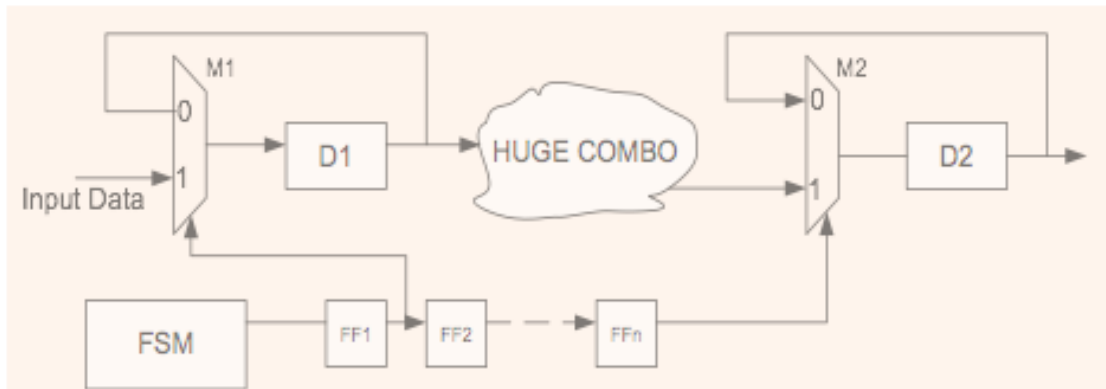 M1
M2
0
0
D1
HUGE COMBO
D2
1
1
Input Data
FSM
FF1
FF2
FFn